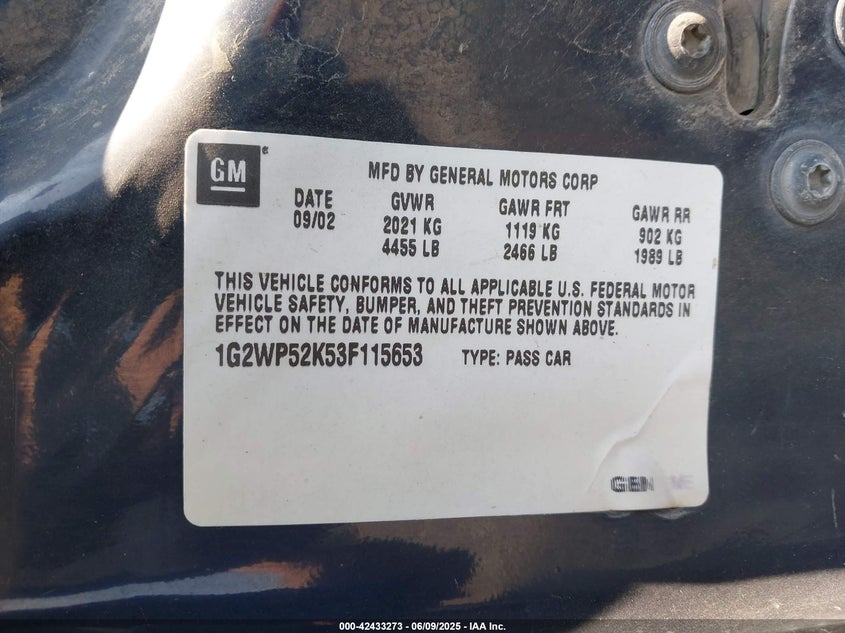 GM®
MFD BY GENERAL MOTORS CORP
DATE GVWR GAWR FRT GAWR RR
09/02 2021 KG 1119 KG 902 KG
4455 LB 2466 LB 1989 LB
THIS VEHICLE CONFORMS TO ALL APPLICABLE U.S. FEDERAL MOTOR
VEHICLE SAFETY, BUMPER, AND THEFT PREVENTION STANDARDS IN
EFFECT ON THE DATE OF MANUFACTURE SHOWN ABOVE.
1G2WP52K53F115653 TYPE: PASS CAR
000-42433273 - 06/09/2025 - IAA Inc.